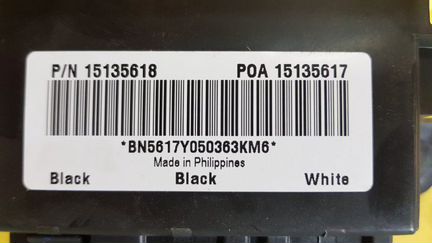 P/N 15135618 POA 15135617
*BN5617Y050363KM6*
Made in Philippines
Black Black White